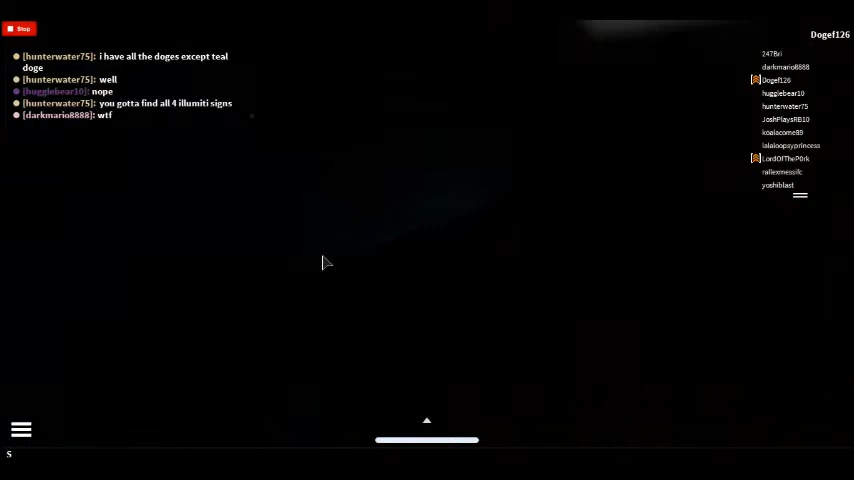 Stop
Dogef126
[hunterwater75]: i have all the doges except teal
doge
[hunterwater75]: well
[hugglebear10]: nope
[hunterwater75]: you gotta find all 4 illumiti signs
[darkmario8888]: wtf
247Bri
darkmario8888
Dogef126
hugglebear10
hunterwater75
JoshPlaysRB10
koalacome89
lalaloopsyprincess
LordOfTheP0rk
rallexmessifc
yoshiblast
S